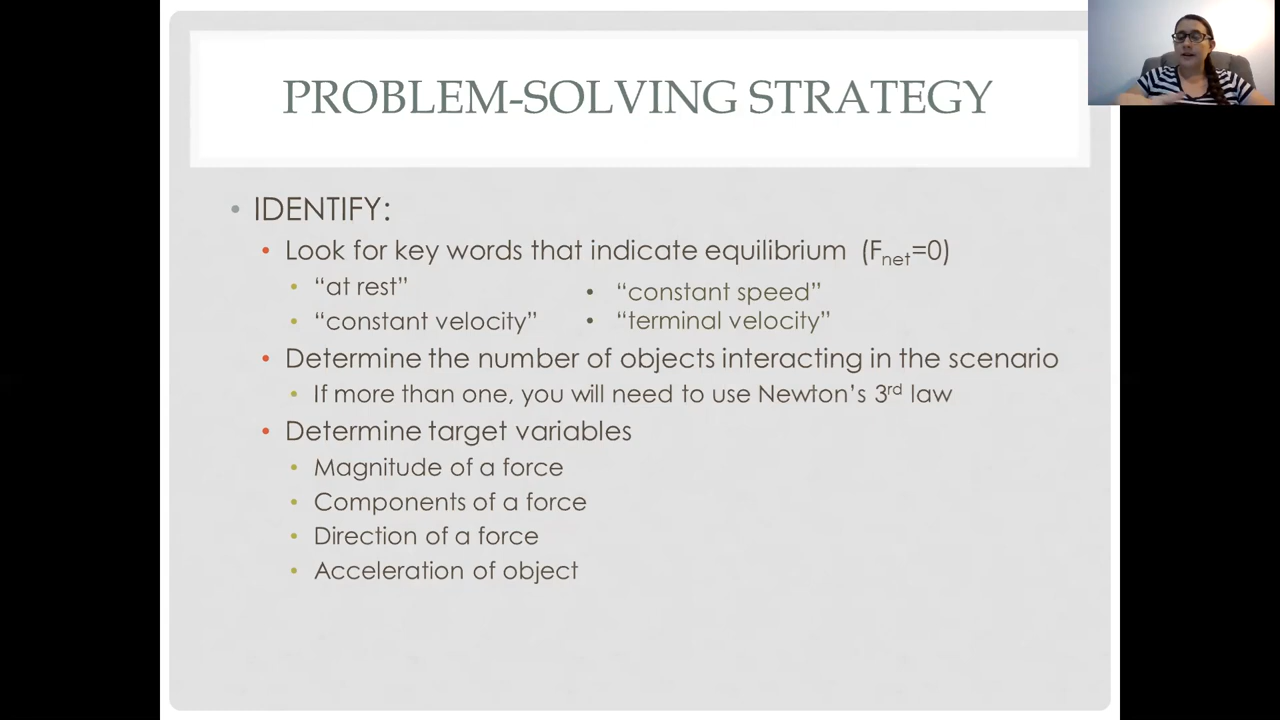 PROBLEM-SOLVING STRATEGY
• IDENTIFY:
• Look for key words that indicate equilibrium (Fnet=0)
• “at rest”
• “constant velocity”
• “constant speed”
• “terminal velocity”
• Determine the number of objects interacting in the scenario
• If more than one, you will need to use Newton’s 3rd law
• Determine target variables
• Magnitude of a force
• Components of a force
• Direction of a force
• Acceleration of object